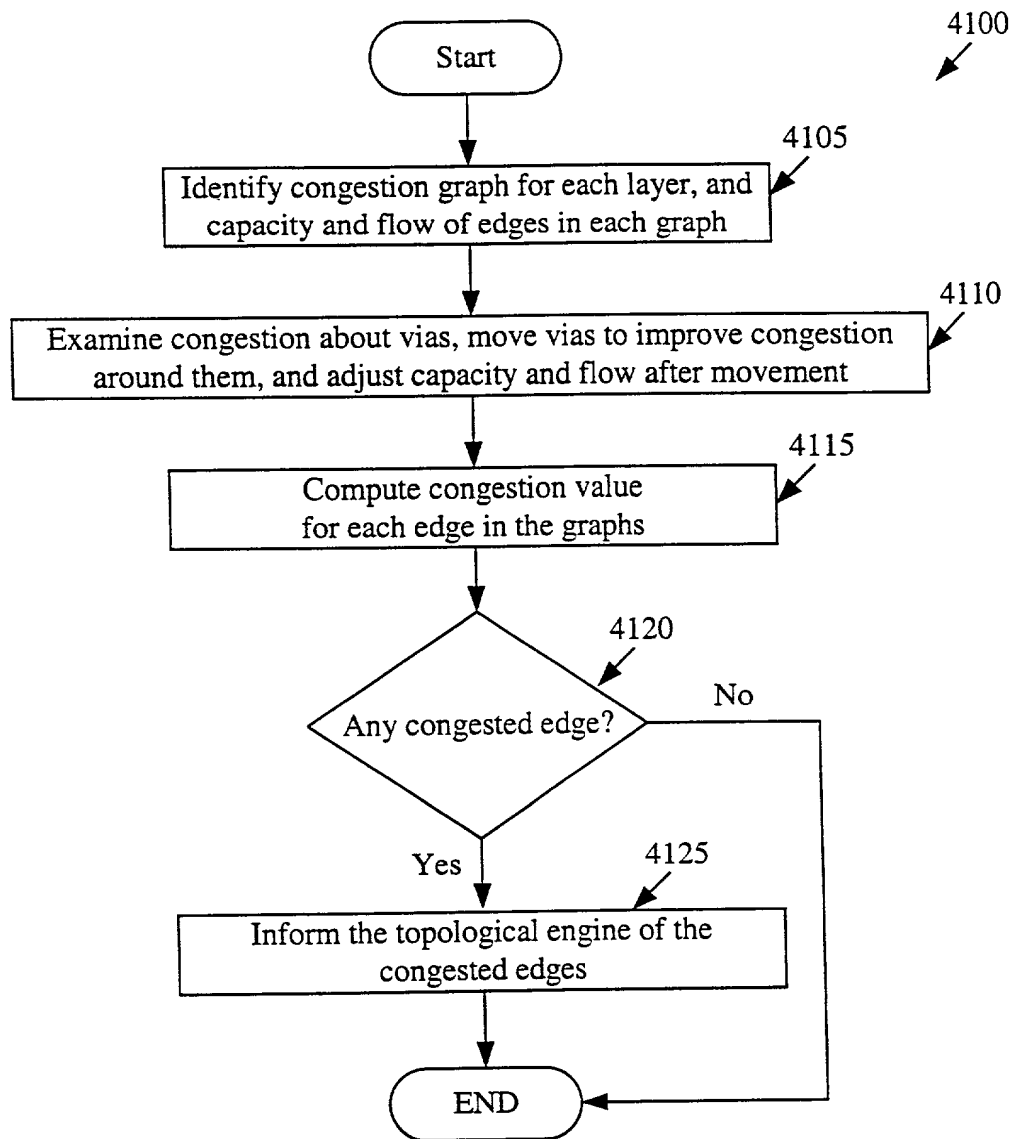 4100
Start
4105
Identify congestion graph for each layer, and
capacity and flow of edges in each graph
4110
Examine congestion about vias, move vias to improve congestion
around them, and adjust capacity and flow after movement
4115
Compute congestion value
for each edge in the graphs
4120
Any congested edge?
No
Yes
4125
Inform the topological engine of the
congested edges
END